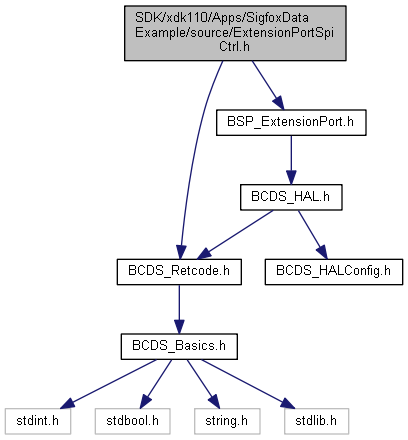 SDK/xdk110/Apps/SigfoxData
Example/source/ExtensionPortSpi
Ctrl.h
BSP_ExtensionPort.h
BCDS_HAL.h
BCDS_Retcode.h
BCDS_HALConfig.h
BCDS_Basics.h
stdint.h
stdbool.h
string.h
stdlib.h